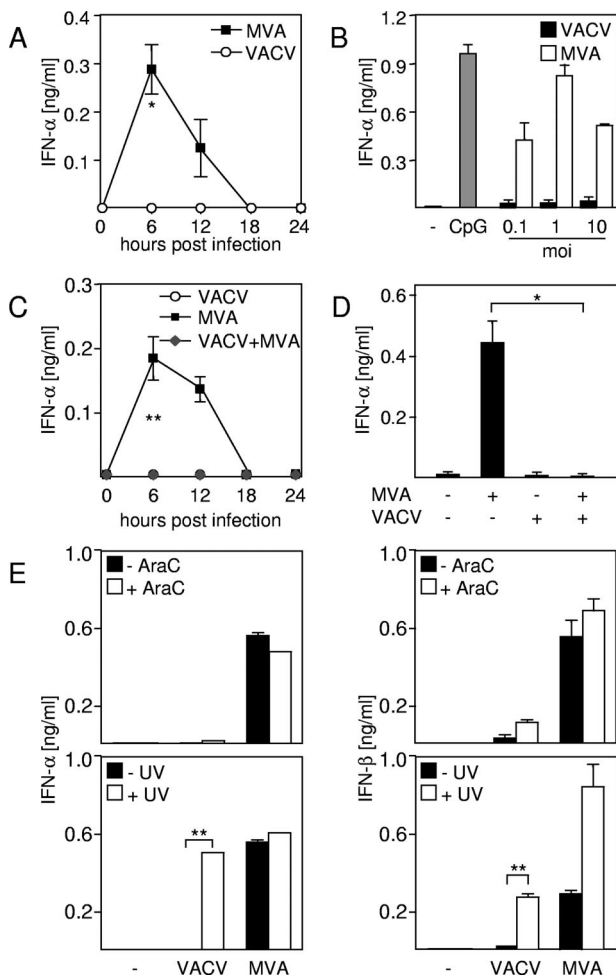 A
MVA
VACV
IFN-α [ng/ml]
0.4
0.3
0.2
0.1
*
0 6 12 18 24
hours post infection
B
VACV
MVA
IFN-α [ng/ml]
1.2
0.9
0.6
0.3
- CpG 0.1 1 10
moi
C
VACV
MVA
VACV+MVA
IFN-α [ng/ml]
0.3
0.2
0.1
**
0 6 12 18 24
hours post infection
D
*
IFN-α [ng/ml]
0.6
0.4
0.2
MVA - + - +
VACV - - + +
E
- AraC
+ AraC
1.0
0.6
0.2
IFN-α [ng/ml]
- UV
+ UV
**
1.0
0.6
0.2
- VACV MVA
- AraC
+ AraC
1.0
0.6
0.2
IFN-β [ng/ml]
- UV
+ UV
**
1.0
0.6
0.2
- VACV MVA